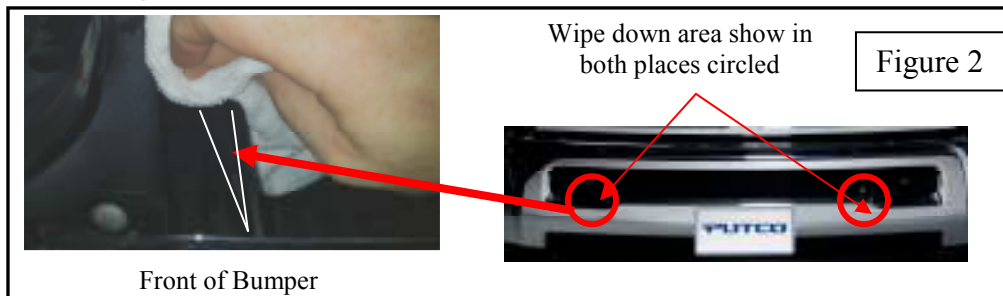 Wipe down area show in
both places circled
Figure 2
PUTCO
Front of Bumper